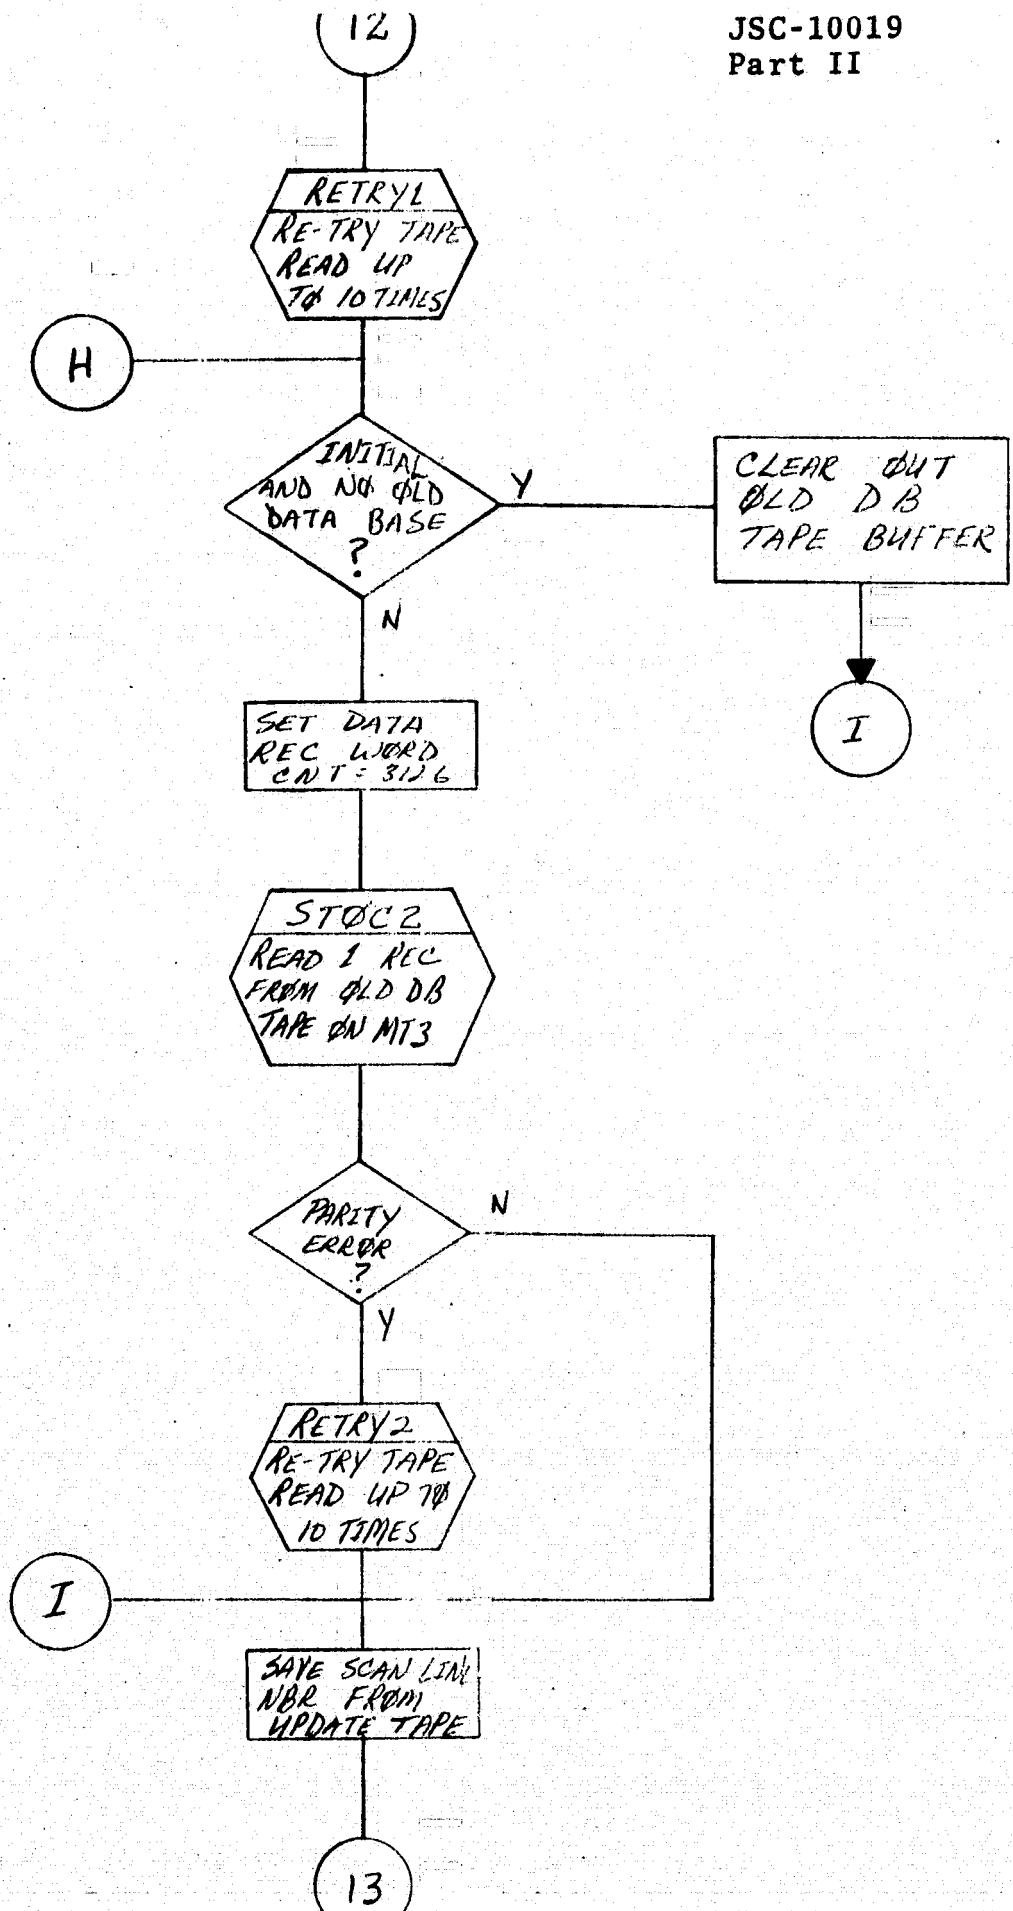 12
JSC-10019
Part II
RETRY1
RE-TRY TAPE
READ UP
TØ 10 TIMES
H
INITIAL
AND NØ ØLD
DATA BASE
?
Y
N
CLEAR ØUT
ØLD DB
TAPE BUFFER
I
SET DATA
REC WØRD
CNT = 3126
STØC2
READ 1 REC
FRØM ØLD DB
TAPE ØN MT3
PARITY
ERRØR
?
N
Y
RETRY2
RE-TRY TAPE
READ UP TØ
10 TIMES
I
SAVE SCAN LINE
NBR FRØM
UPDATE TAPE
13